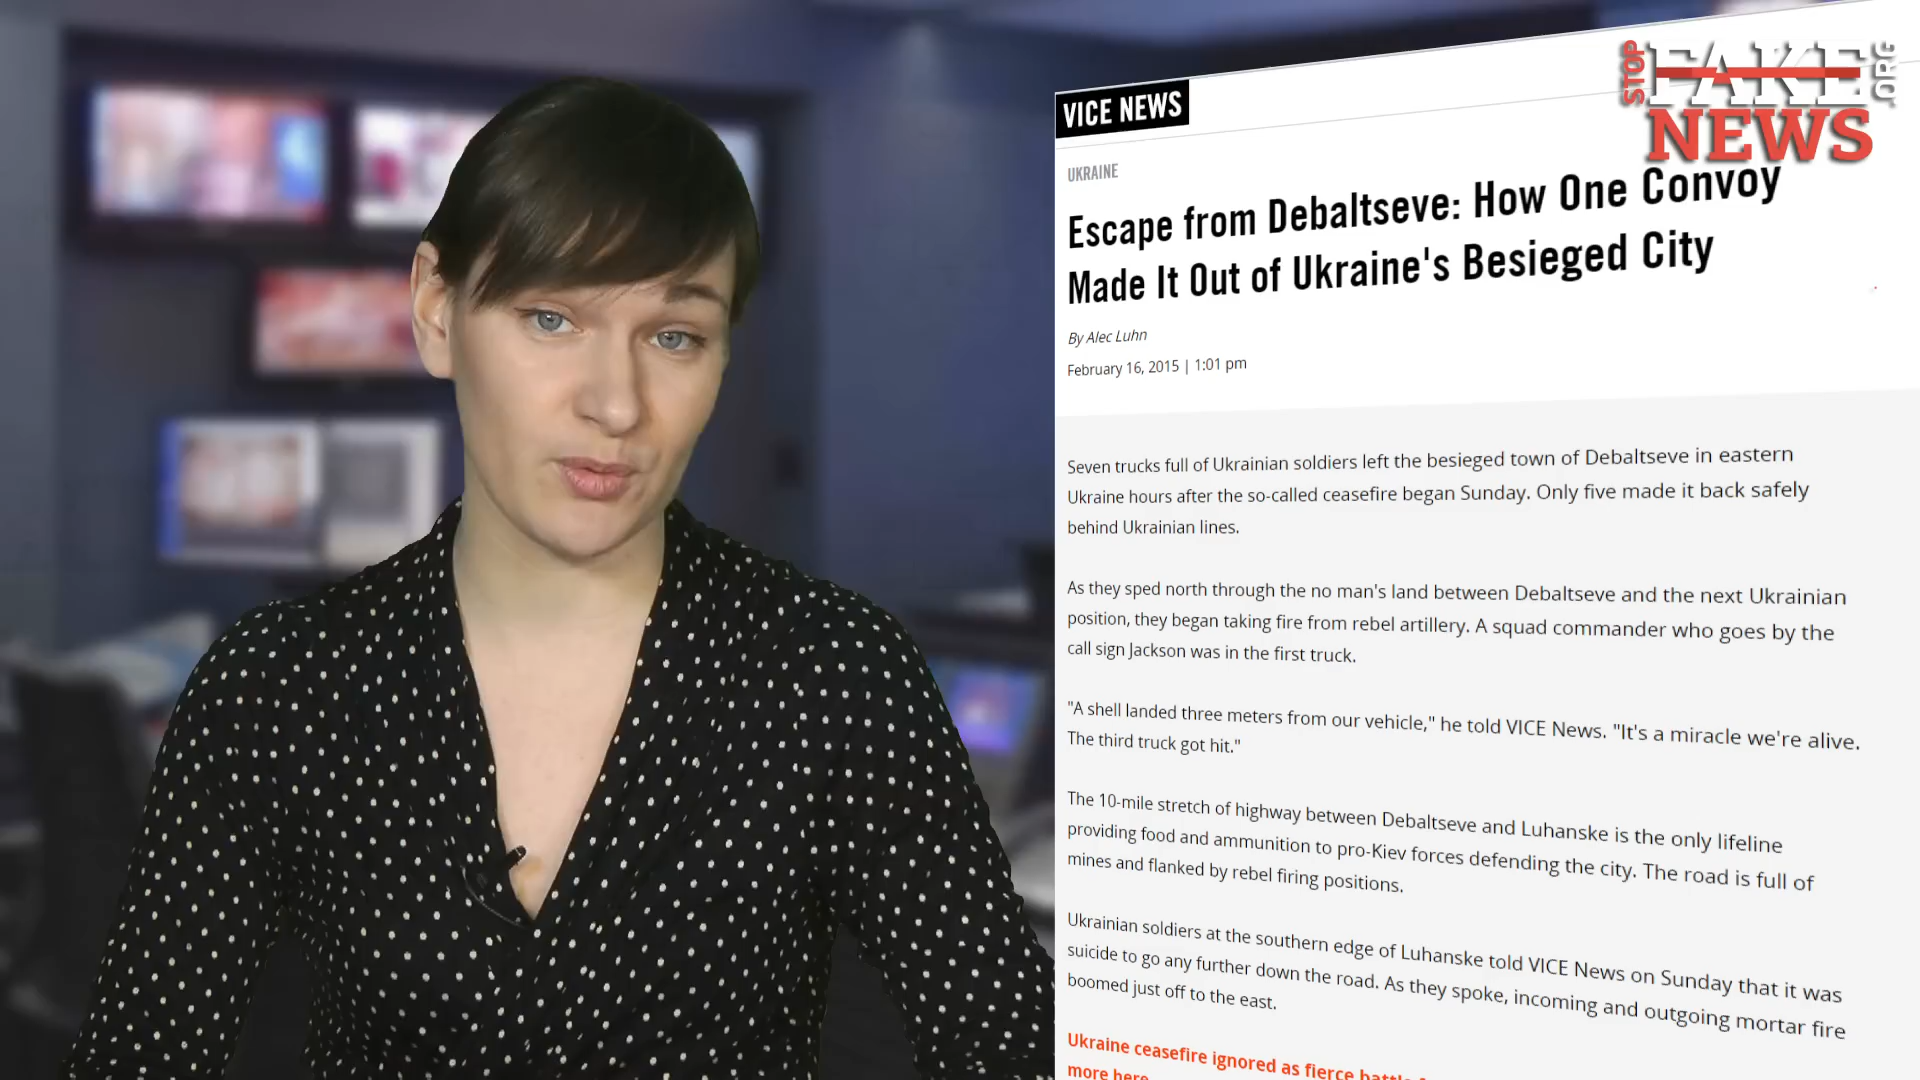 STOP
FAKE
.ORG
NEWS
VICE NEWS
UKRAINE
Escape from Debaltseve: How One Convoy
Made It Out of Ukraine's Besieged City
By Alec Luhn
February 16, 2015 | 1:01 pm
Seven trucks full of Ukrainian soldiers left the besieged town of Debaltseve in eastern
Ukraine hours after the so-called ceasefire began Sunday. Only five made it back safely
behind Ukrainian lines.
As they sped north through the no man's land between Debaltseve and the next Ukrainian
position, they began taking fire from rebel artillery. A squad commander who goes by the
call sign Jackson was in the first truck.
"A shell landed three meters from our vehicle," he told VICE News. "It's a miracle we're alive.
The third truck got hit."
The 10-mile stretch of highway between Debaltseve and Luhanske is the only lifeline
providing food and ammunition to pro-Kiev forces defending the city. The road is full of
mines and flanked by rebel firing positions.
Ukrainian soldiers at the southern edge of Luhanske told VICE News on Sunday that it was
suicide to go any further down the road. As they spoke, incoming and outgoing mortar fire
boomed just off to the east.
Ukraine ceasefire ignored as fierce
more here